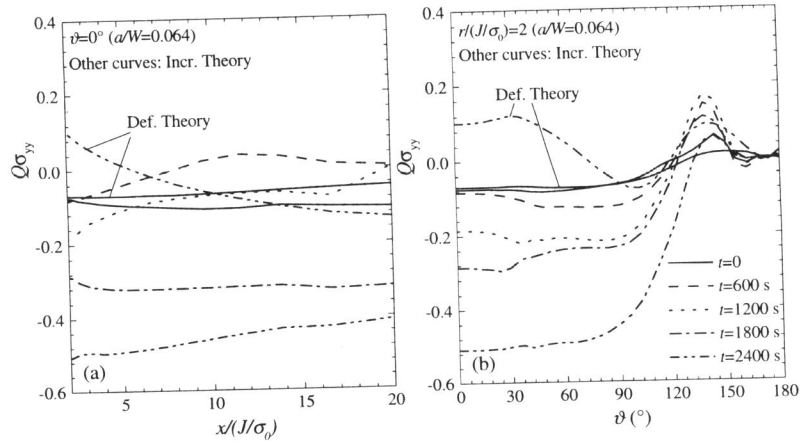 0.4
ϑ=0° (a/W=0.064)
Other curves: Incr. Theory
Def. Theory
0.2
0.0
-0.2
-0.4
-0.6
Qσyy
(a)
5
10
15
20
x/(J/σ0)
0.4
r/(J/σ0)=2 (a/W=0.064)
Other curves: Incr. Theory
Def. Theory
0.2
0.0
-0.2
-0.4
-0.6
Qσyy
t=0
t=600 s
t=1200 s
t=1800 s
t=2400 s
(b)
0
30
60
90
120
150
180
ϑ (°)